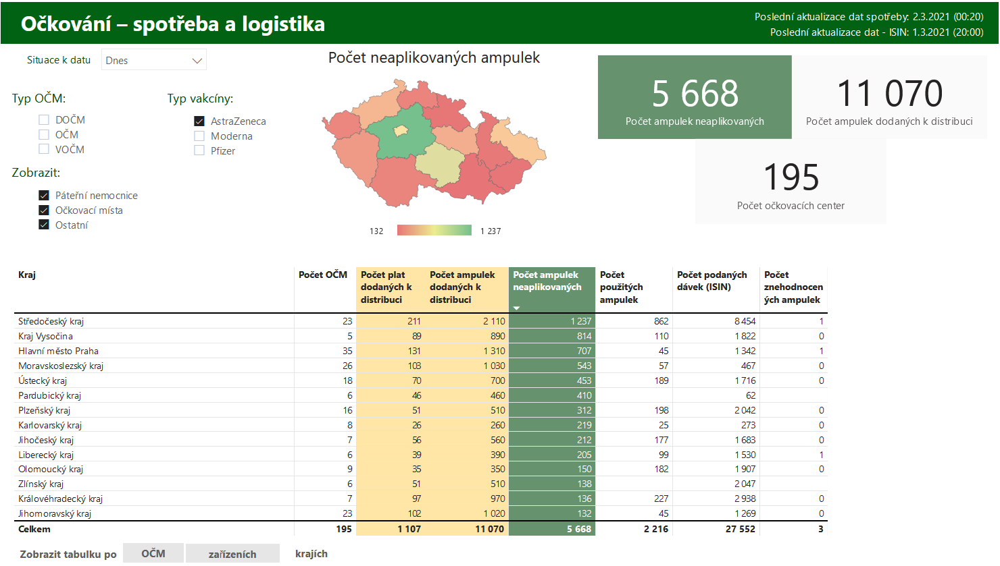 Očkování – spotřeba a logistika
Poslední aktualizace dat spotřeby: 2.3.2021 (00:20)
Poslední aktualizace dat - ISIN: 1.3.2021 (20:00)
Situace k datu Dnes
Typ OČM:
DOČM
OČM
VOČM
Zobrazit:
Páteřní nemocnice
Očkovací místa
Ostatní
Typ vakcíny:
AstraZeneca
Moderna
Pfizer
Počet neaplikovaných ampulek
132 1 237
5 668
Počet ampulek neaplikovaných
11 070
Počet ampulek dodaných k distribuci
195
Počet očkovacích center
Kraj Počet OČM Počet plat dodaných k distribuci Počet ampulek dodaných k distribuci Počet ampulek neaplikovaných Počet použitých ampulek Počet podaných dávek (ISIN) Počet znehodnocených ampulek
Středočeský kraj 23 211 2 110 1 237 862 8 454 1
Kraj Vysočina 5 89 890 814 110 1 822 0
Hlavní město Praha 35 131 1 310 707 45 1 342 1
Moravskoslezský kraj 26 103 1 030 543 57 467 0
Ústecký kraj 18 70 700 453 189 1 716 0
Pardubický kraj 6 46 460 410 62
Plzeňský kraj 16 51 510 312 198 2 042 0
Karlovarský kraj 8 26 260 219 25 273 0
Jihočeský kraj 7 56 560 212 177 1 683 0
Liberecký kraj 6 39 390 205 99 1 530 1
Olomoucký kraj 9 35 350 150 182 1 907 0
Zlínský kraj 6 51 510 138 2 047
Královéhradecký kraj 7 97 970 136 227 2 938 0
Jihomoravský kraj 23 102 1 020 132 45 1 269 0
Celkem 195 1 107 11 070 5 668 2 216 27 552 3
Zobrazit tabulku po OČM zařízeních krajích